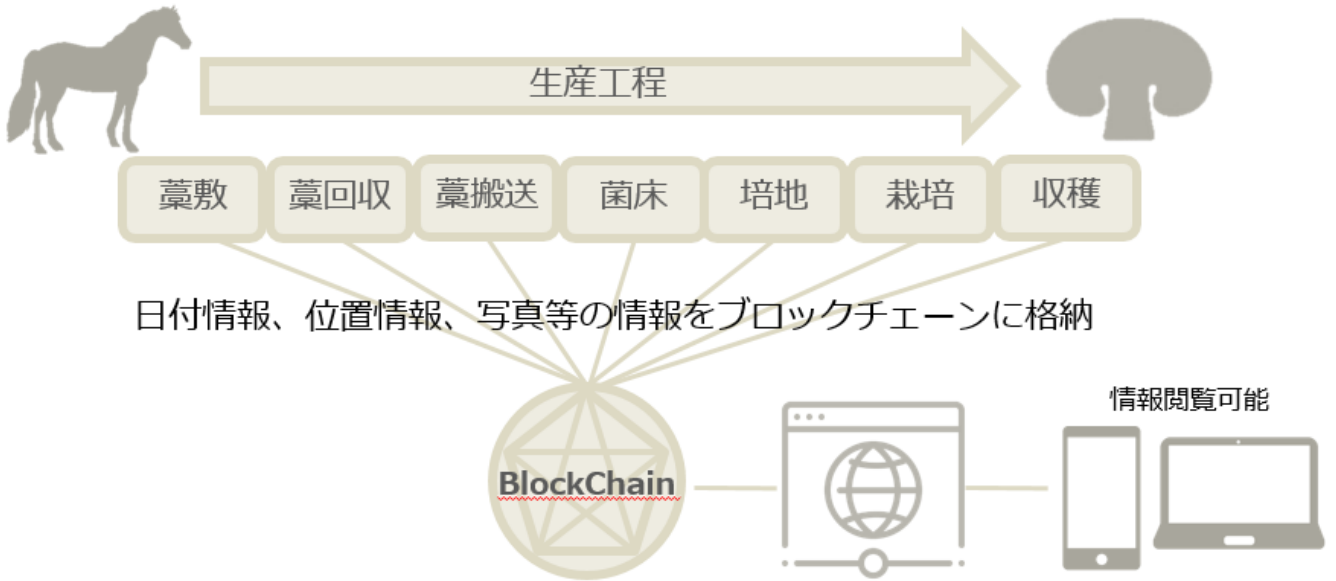 生産工程
藁敷
藁回収
藁搬送
菌床
培地
栽培
収穫
日付情報、位置情報、写真等の情報をブロックチェーンに格納
情報閲覧可能
BlockChain